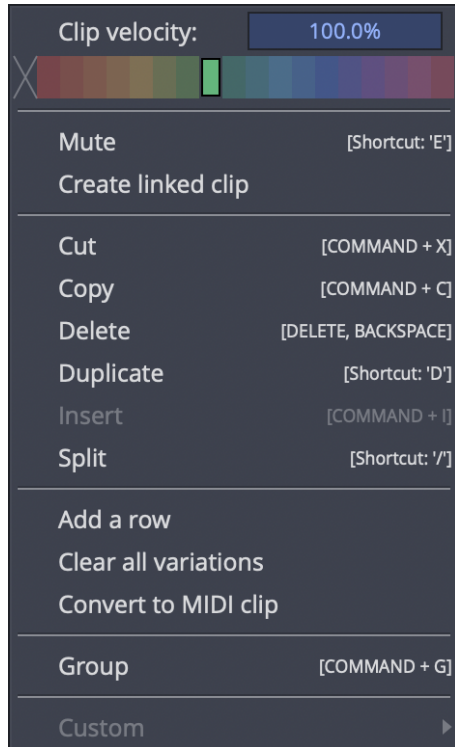 Clip velocity: 100.0%
Mute [Shortcut: 'E']
Create linked clip
Cut [COMMAND + X]
Copy [COMMAND + C]
Delete [DELETE, BACKSPACE]
Duplicate [Shortcut: 'D']
Insert [COMMAND + I]
Split [Shortcut: '/']
Add a row
Clear all variations
Convert to MIDI clip
Group [COMMAND + G]
Custom